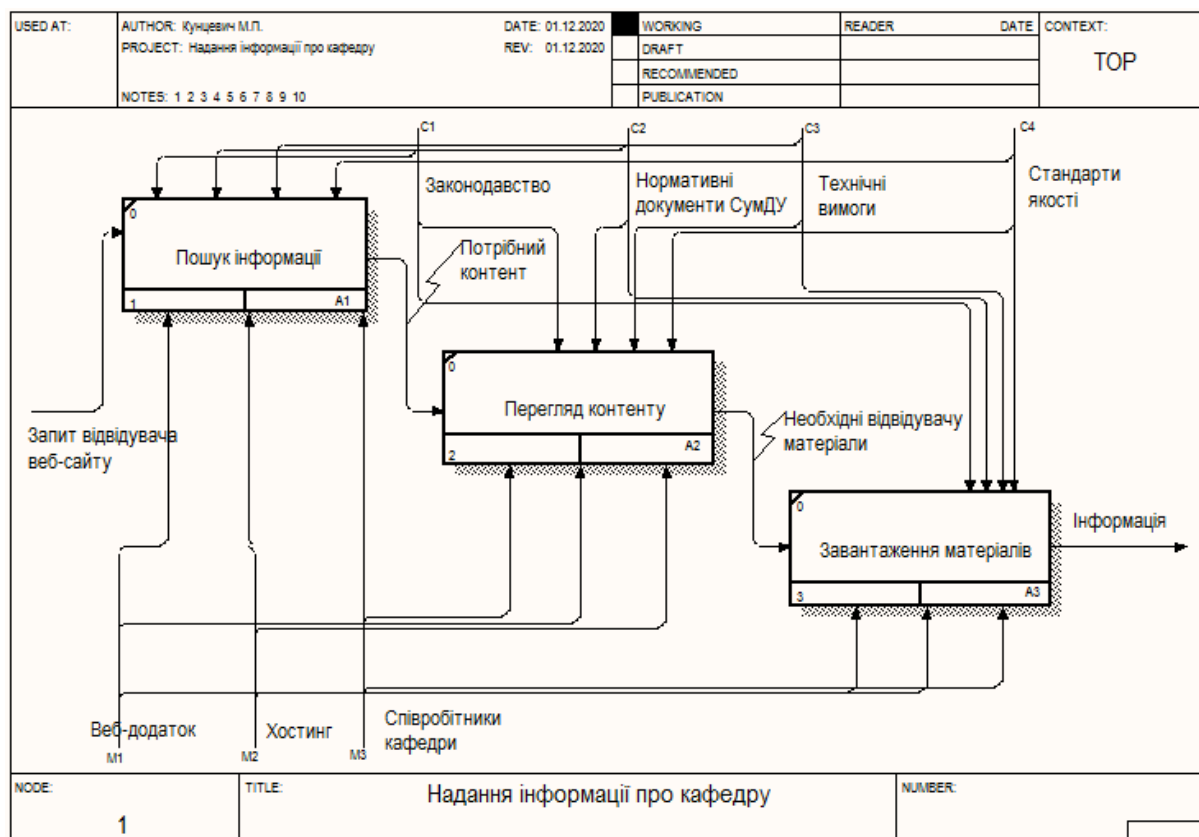 USED AT:
AUTHOR: Кунцевич М.П.
DATE: 01.12.2020
PROJECT: Надання інформації про кафедру
REV: 01.12.2020
NOTES: 1 2 3 4 5 6 7 8 9 10
WORKING
DRAFT
RECOMMENDED
PUBLICATION
READER
DATE
CONTEXT:
TOP
C1
C2
C3
C4
Законодавство
Нормативні
документи СумДУ
Технічні
вимоги
Стандарти
якості
0
Пошук інформації
1
A1
Потрібний
контент
0
Перегляд контенту
2
A2
Запит відвідувача
веб-сайту
Необхідні відвідувачу
матеріали
0
Завантаження матеріалів
3
A3
Інформація
Веб-додаток
Хостинг
Співробітники
кафедри
M1
M2
M3
NODE:
1
TITLE:
Надання інформації про кафедру
NUMBER: